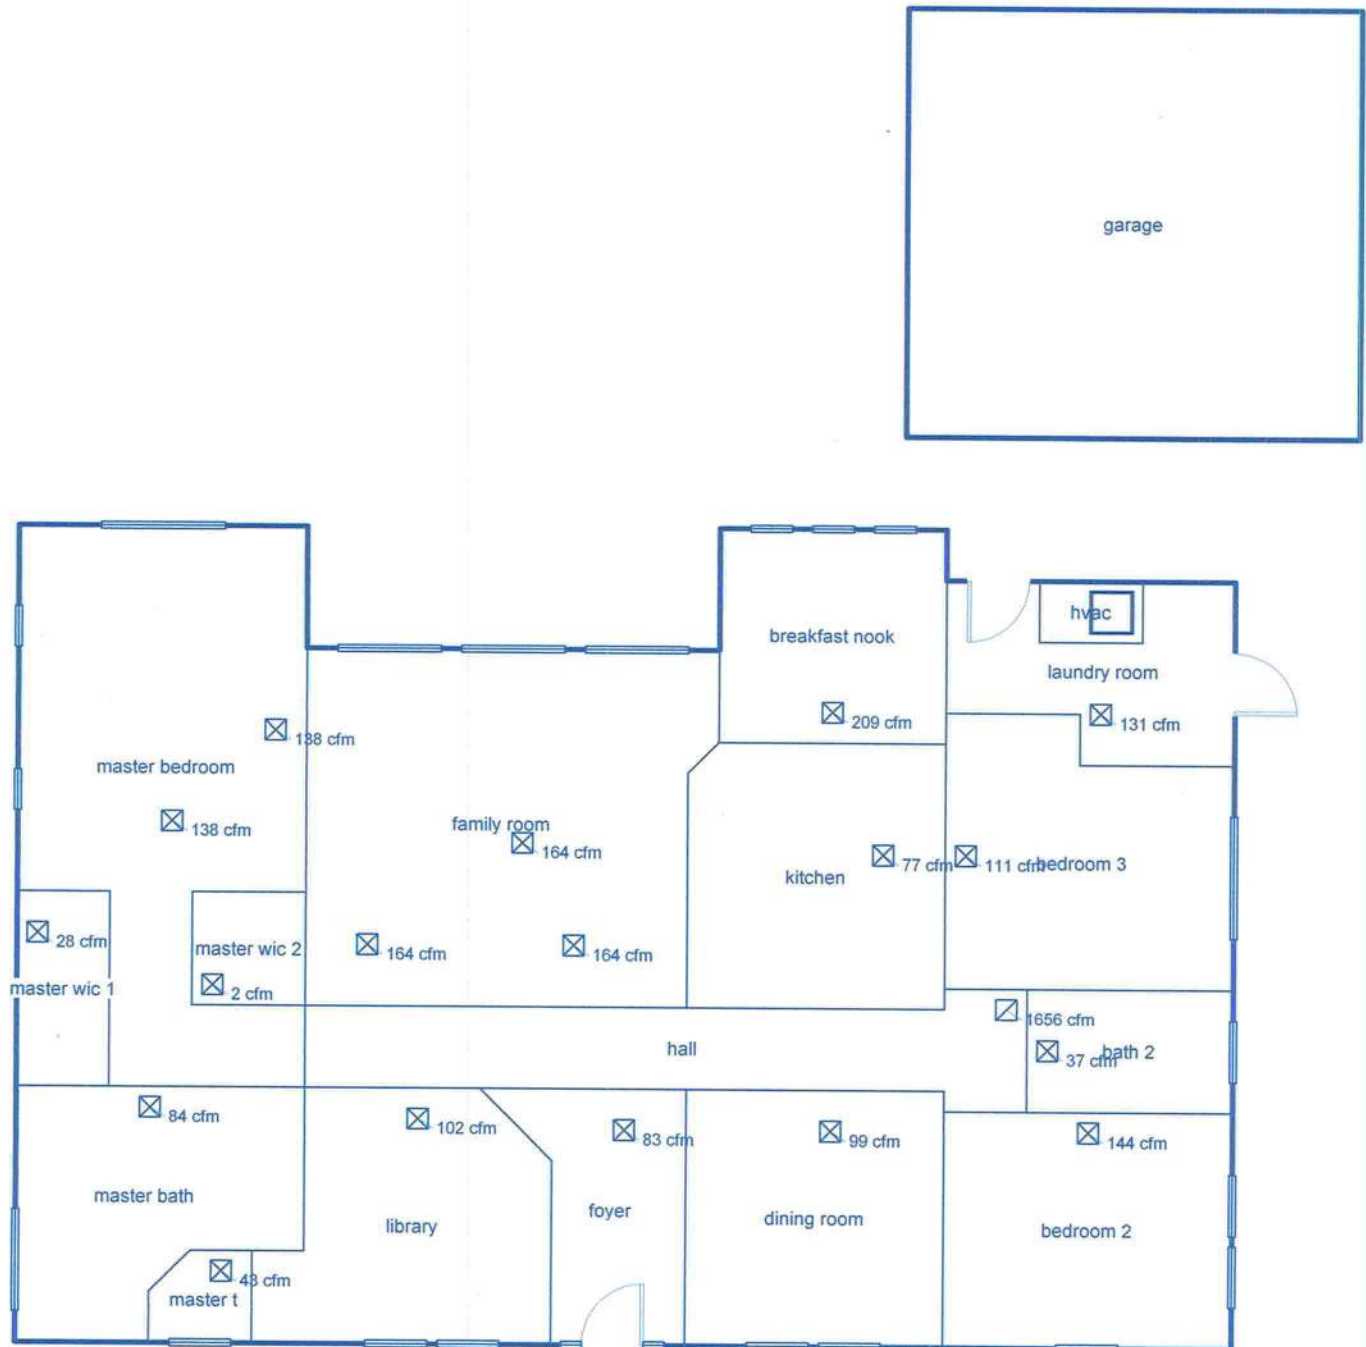 garage
hvac
breakfast nook
laundry room
209 cfm
131 cfm
138 cfm
master bedroom
138 cfm
family room
164 cfm
77 cfm
111 cfm
bedroom 3
kitchen
28 cfm
master wic 2
164 cfm
164 cfm
master wic 1
2 cfm
1656 cfm
hall
37 cfm
bath 2
84 cfm
102 cfm
83 cfm
99 cfm
144 cfm
master bath
library
foyer
dining room
bedroom 2
43 cfm
master t